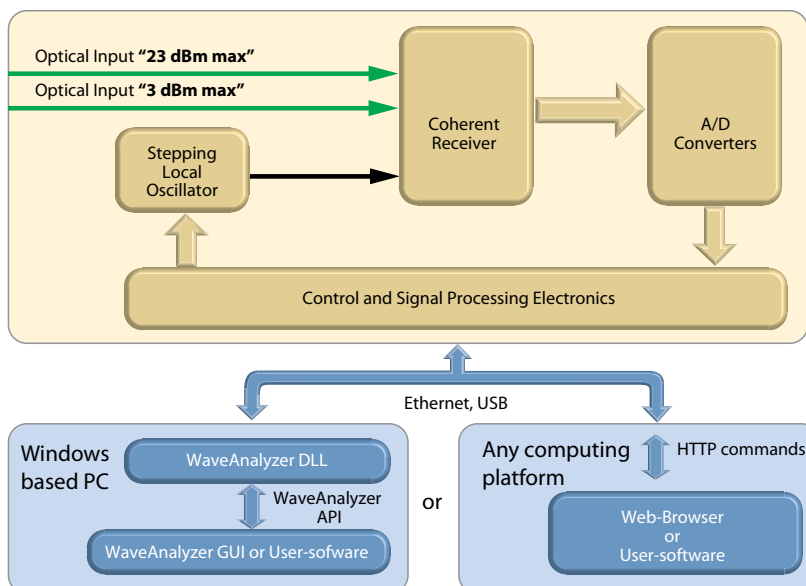 Optical Input “23 dBm max”
Optical Input “3 dBm max”
Stepping
Local
Oscillator
Coherent
Receiver
A/D
Converters
Control and Signal Processing Electronics
Ethernet, USB
Windows
based PC
WaveAnalyzer DLL
WaveAnalyzer
API
WaveAnalyzer GUI or User-sofware
or
Any computing
platform
HTTP commands
Web-Browser
or
User-software